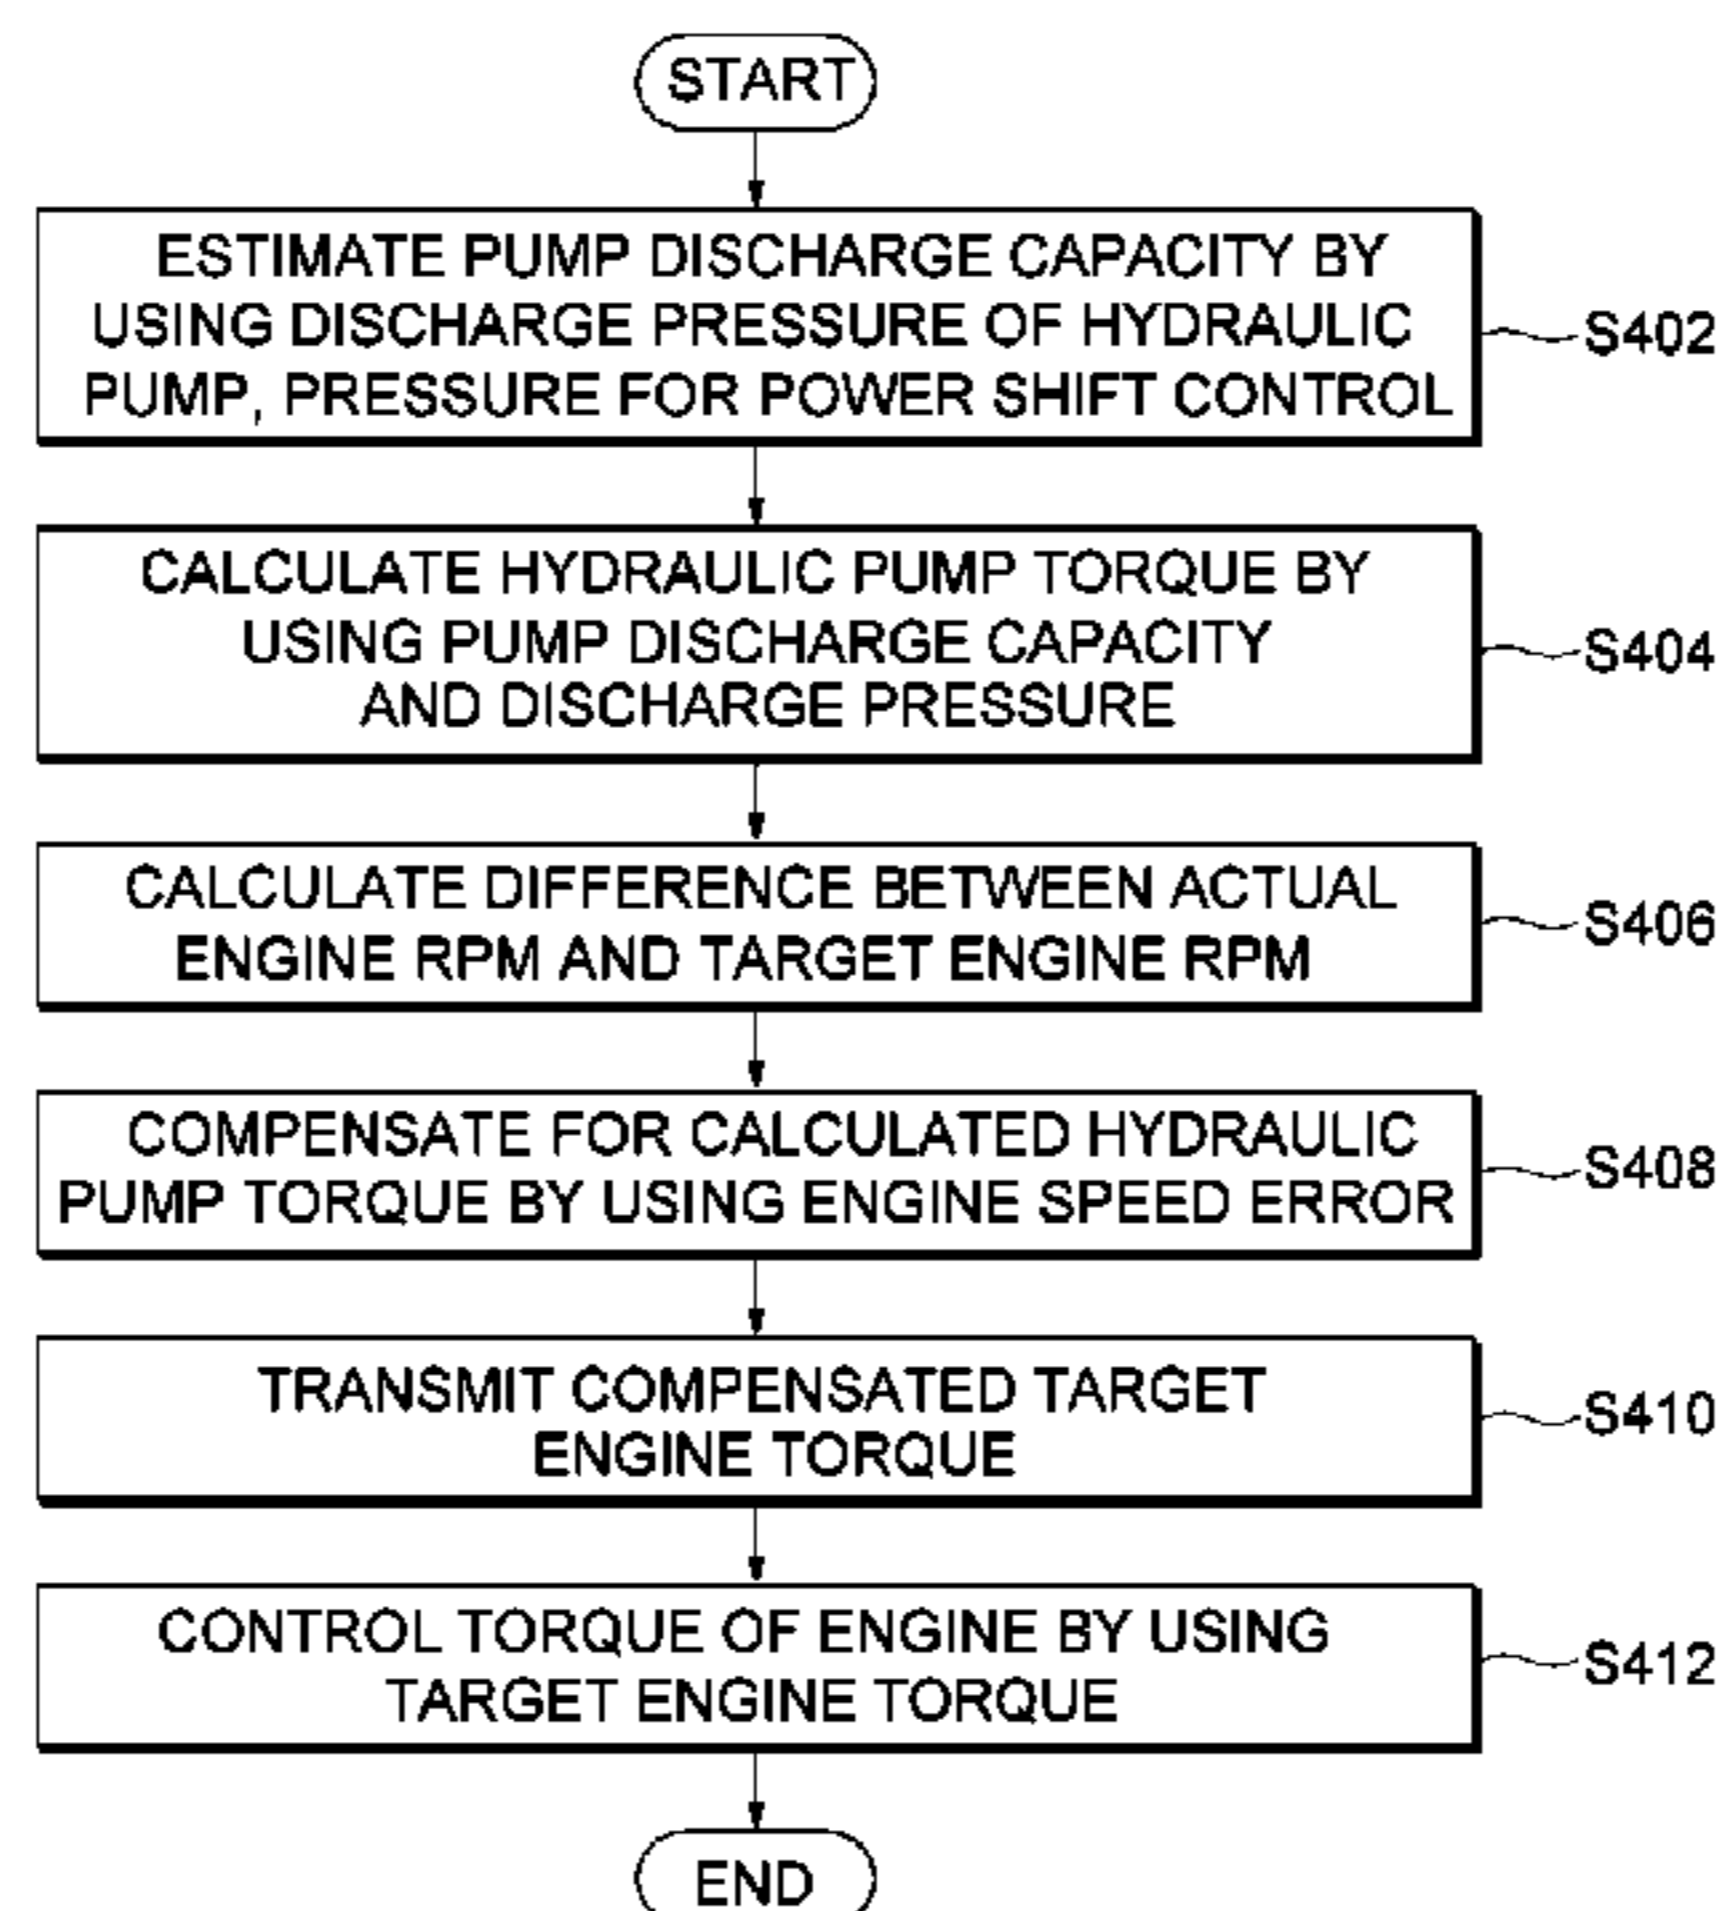 START
ESTIMATE PUMP DISCHARGE CAPACITY BY
USING DISCHARGE PRESSURE OF HYDRAULIC
PUMP, PRESSURE FOR POWER SHIFT CONTROL
S402
CALCULATE HYDRAULIC PUMP TORQUE BY
USING PUMP DISCHARGE CAPACITY
AND DISCHARGE PRESSURE
S404
CALCULATE DIFFERENCE BETWEEN ACTUAL
ENGINE RPM AND TARGET ENGINE RPM
S406
COMPENSATE FOR CALCULATED HYDRAULIC
PUMP TORQUE BY USING ENGINE SPEED ERROR
S408
TRANSMIT COMPENSATED TARGET
ENGINE TORQUE
S410
CONTROL TORQUE OF ENGINE BY USING
TARGET ENGINE TORQUE
S412
END